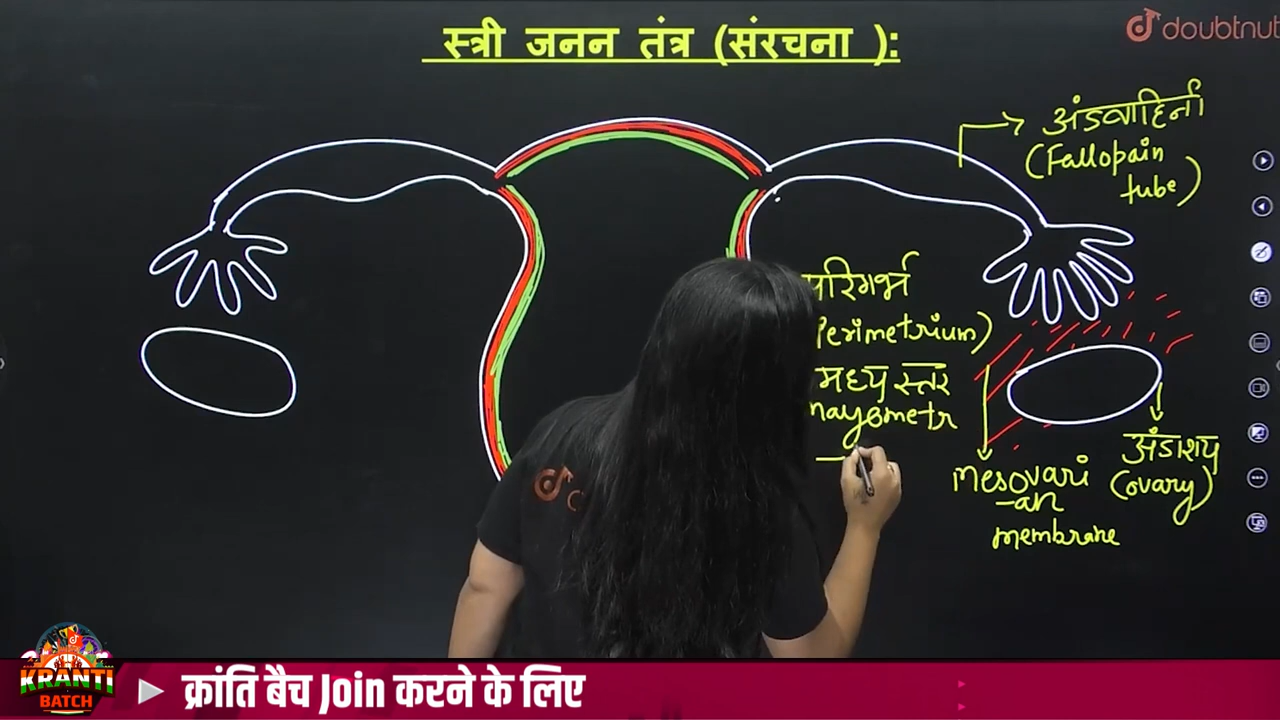 स्त्री जनन तंत्र (संरचना ):
doubtnut
अंडवाहिनी
(Fallopain
tube)
परिगर्भ
Perimetrium)
मध्य स्तर
mayometr
अंडाशय
(ovary)
mesovari
-an
membrane
KRANTI
BATCH
क्रांति बैच Join करने के लिए